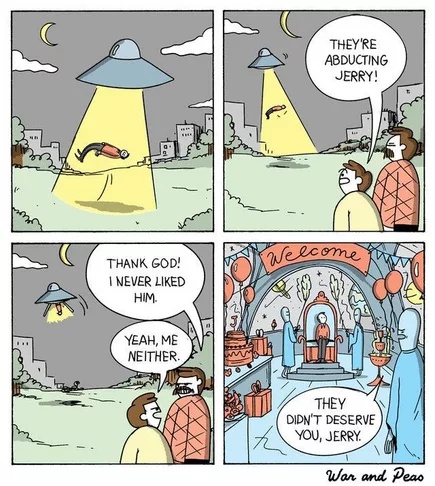 THEY'RE
ABDUCTING
JERRY!
THANK GOD!
I NEVER LIKED
HIM.
YEAH, ME
NEITHER.
Welcome
THEY
DIDN'T DESERVE
YOU, JERRY.
War and Peas